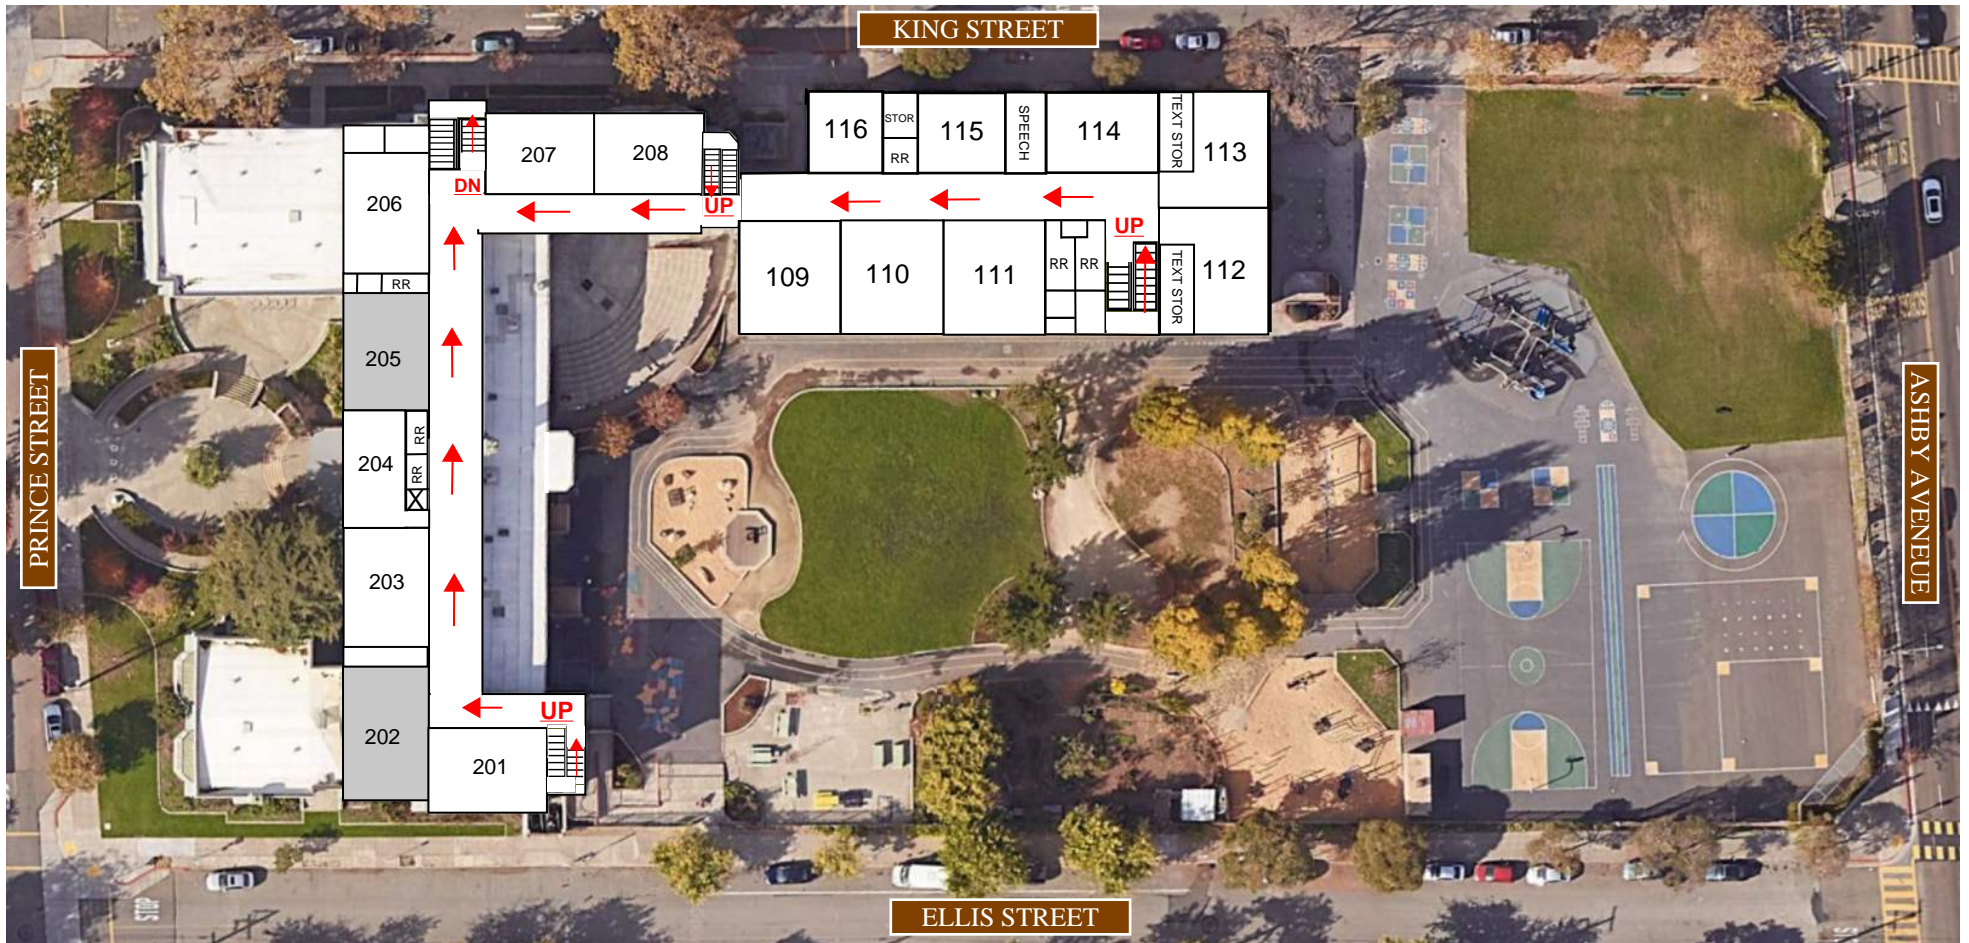 KING STREET
116
STOR
RR
115
SPEECH
114
TEXT STOR
113
207
208
DN
UP
206
RR
UP
109
110
111
RR
RR
TEXT STOR
112
205
204
RR
RR
203
202
UP
201
PRINCE STREET
ASHBY AVENEUE
STOP
ELLIS STREET